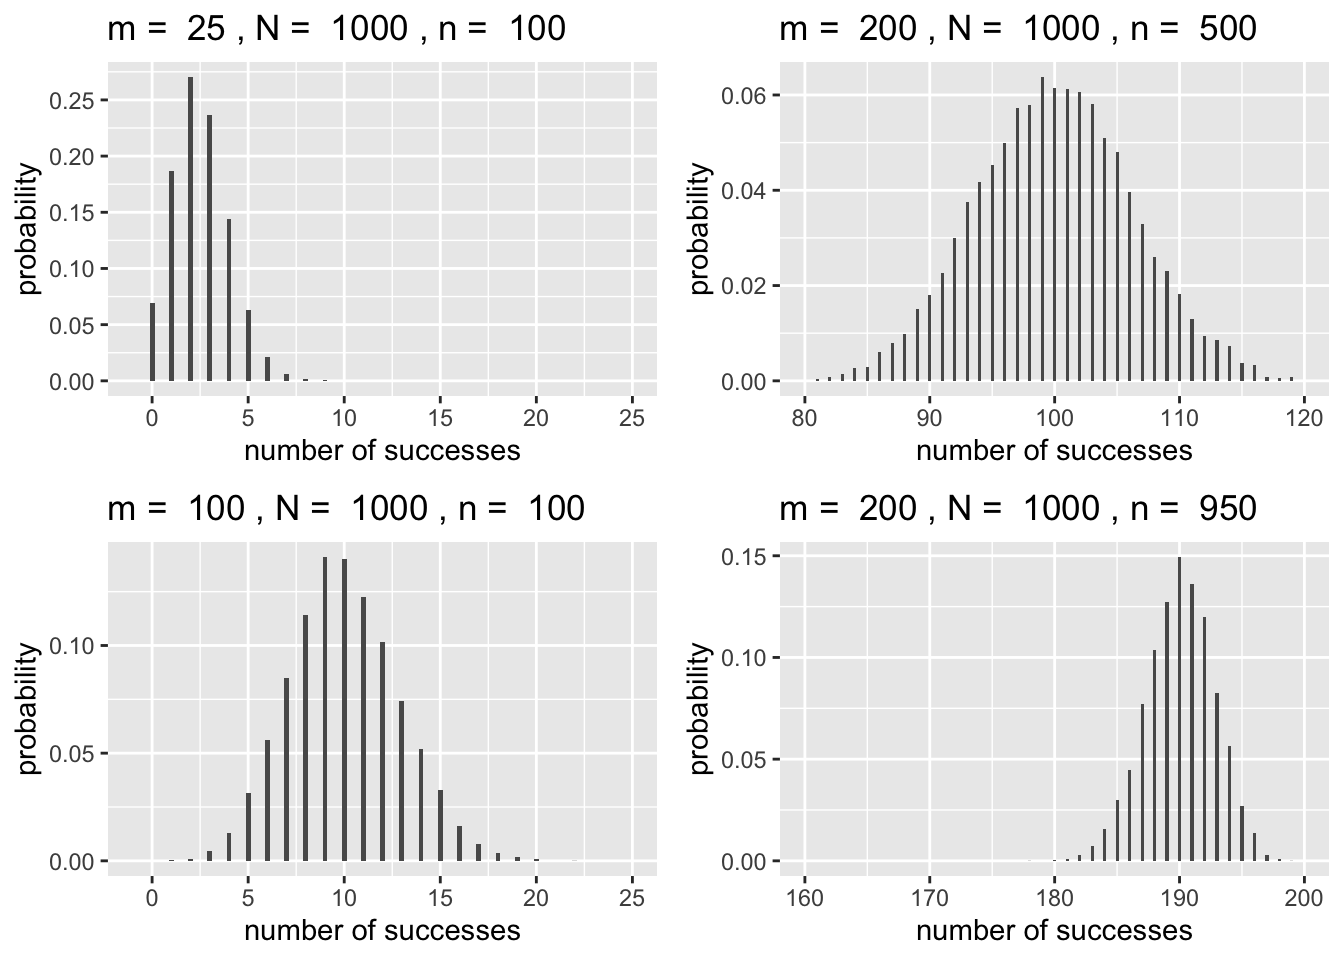 m =  25 , N =  1000 , n =  100
0.25
0.20
0.15
0.10
0.05
0.00
probability
0 5 10 15 20 25
number of successes
m =  200 , N =  1000 , n =  500
0.06
0.04
0.02
0.00
probability
80 90 100 110 120
number of successes
m =  100 , N =  1000 , n =  100
0.10
0.05
0.00
probability
0 5 10 15 20 25
number of successes
m =  200 , N =  1000 , n =  950
0.15
0.10
0.05
0.00
probability
160 170 180 190 200
number of successes